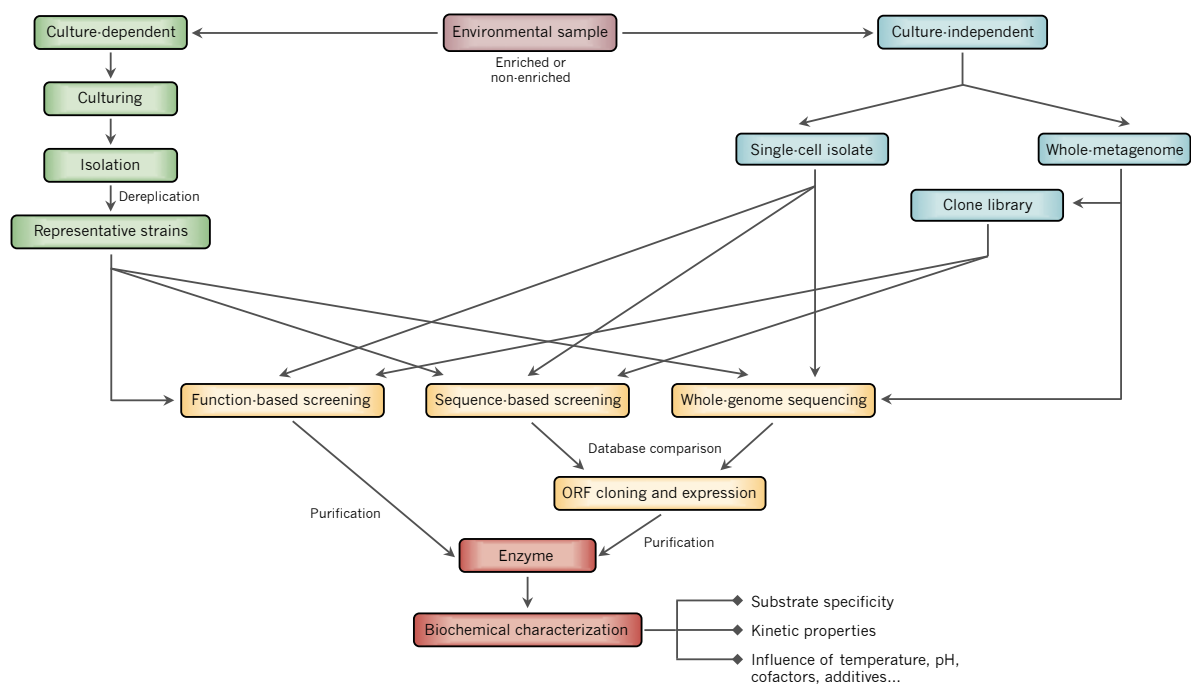 Culture-dependent
Environmental sample
Culture-independent
Enriched or
non-enriched
Culturing
Single-cell isolate
Whole-metagenome
Isolation
Dereplication
Clone library
Representative strains
Function-based screening
Sequence-based screening
Whole-genome sequencing
Database comparison
ORF cloning and expression
Purification
Purification
Enzyme
Biochemical characterization
Substrate specificity
Kinetic properties
Influence of temperature, pH,
cofactors, additives...